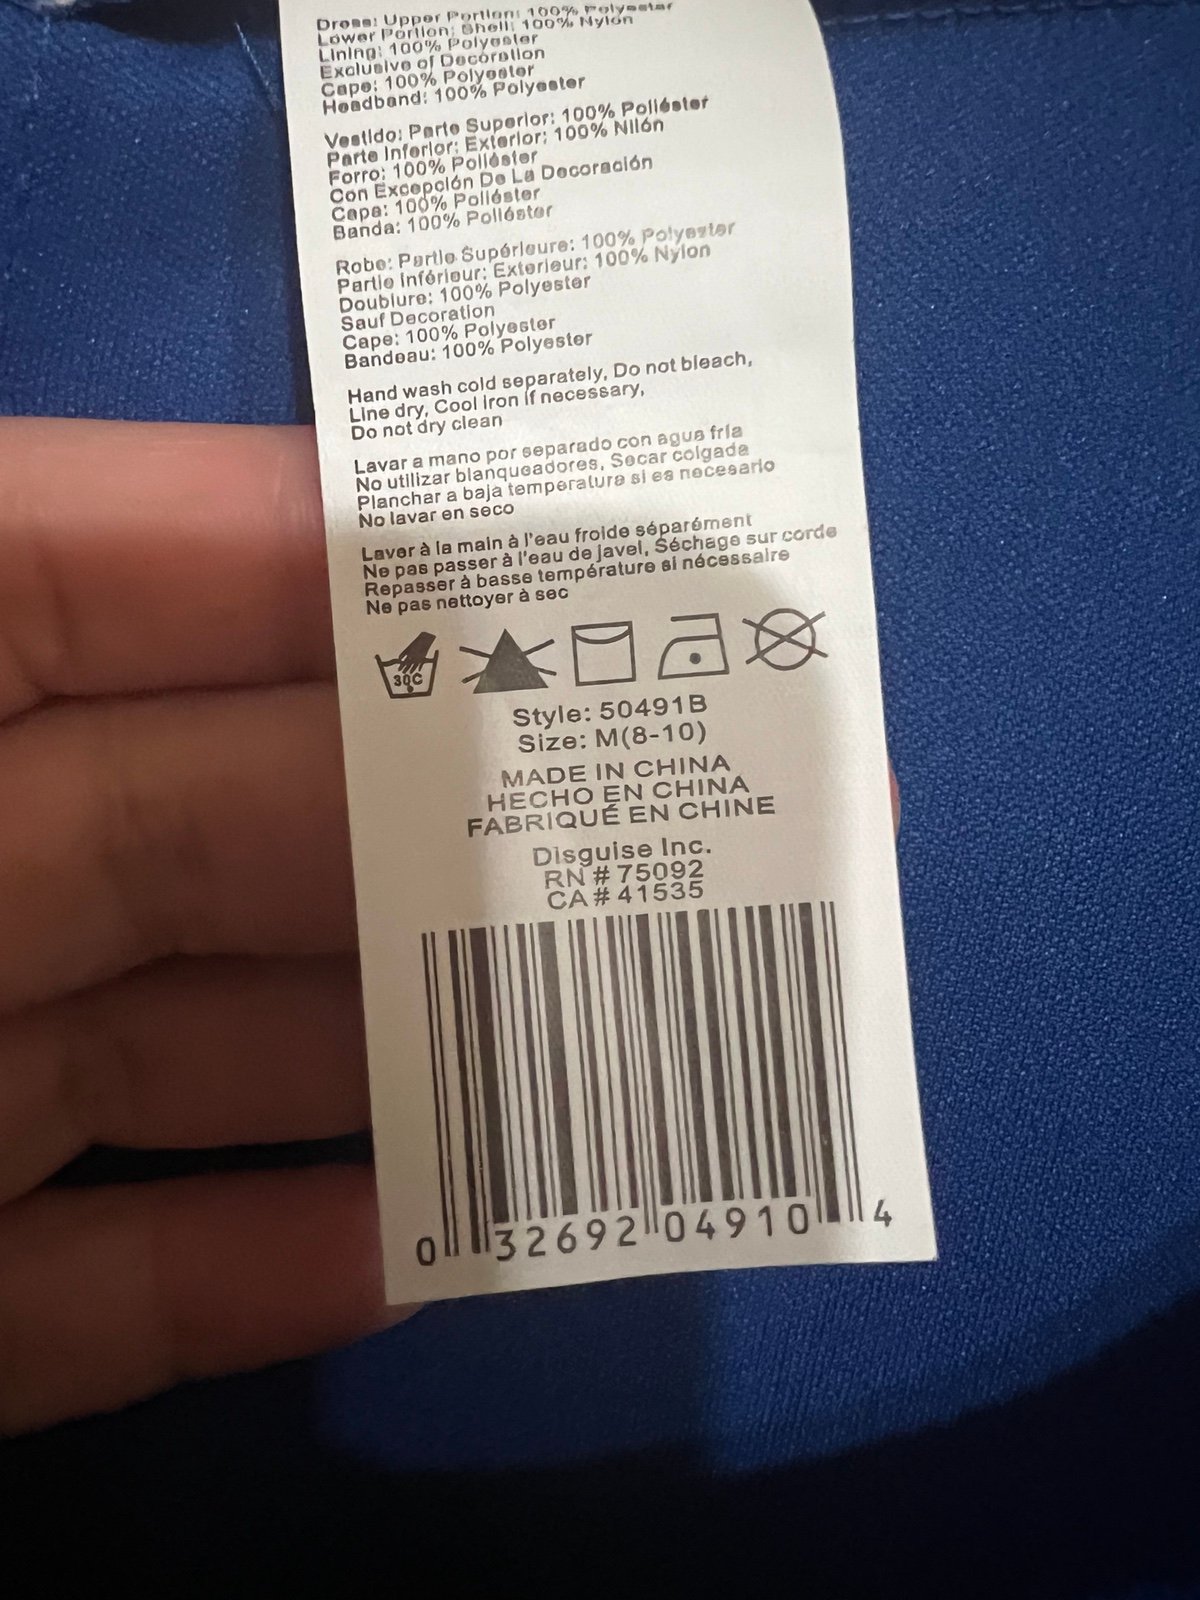 Dress: Upper Portion: 100% Polyester
Lower Portion: Shell: 100% Nylon
Lining: 100% Polyester
Exclusive of Decoration
Cape: 100% Polyester
Headband: 100% Polyester
Vestido: Parte Superior: 100% Poliéster
Parte Inferior: Exterior: 100% Nilón
Forro: 100% Poliéster
Con Excepción De La Decoración
Capa: 100% Poliéster
Banda: 100% Poliéster
Robe: Partie Supérieure: 100% Polyester
Partie Inférieur: Exterieur: 100% Nylon
Doublure: 100% Polyester
Sauf Decoration
Cape: 100% Polyester
Bandeau: 100% Polyester
Hand wash cold separately, Do not bleach,
Line dry, Cool iron if necessary,
Do not dry clean
Lavar a mano por separado con agua fría
No utilizar blanqueadores, Secar colgada
Planchar a baja temperatura si es necesario
No lavar en seco
Laver à la main à l'eau froide séparément
Ne pas passer à l'eau de javel, Séchage sur corde
Repasser à basse température si nécessaire
Ne pas nettoyer à sec
30C
Style: 50491B
Size: M(8-10)
MADE IN CHINA
HECHO EN CHINA
FABRIQUÉ EN CHINE
Disguise Inc.
RN # 75092
CA # 41535
0 32692 04910 4